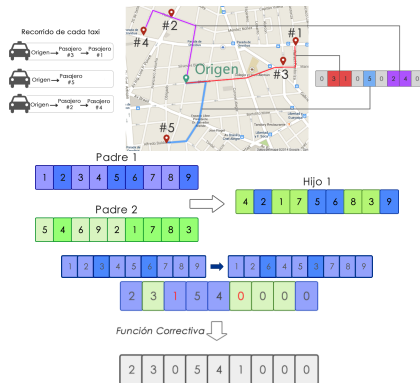 Recorrido de cada taxi
Origen → Pasajero #3 → Pasajero #1
Origen → Pasajero #5
Origen → Pasajero #2 → Pasajero #4
#2
#4
#1
#3
Origen
#5
0 3 1 0 5 0 2 4 0
Padre 1
1 2 3 4 5 6 7 8 9
Padre 2
5 4 6 9 2 1 7 8 3
Hijo 1
4 2 1 7 5 6 8 3 9
1 2 3 4 5 6 7 8 9
1 2 6 4 5 3 7 8 9
2 3 1 5 4 0 0 0 0
Función Correctiva
2 3 0 5 4 1 0 0 0